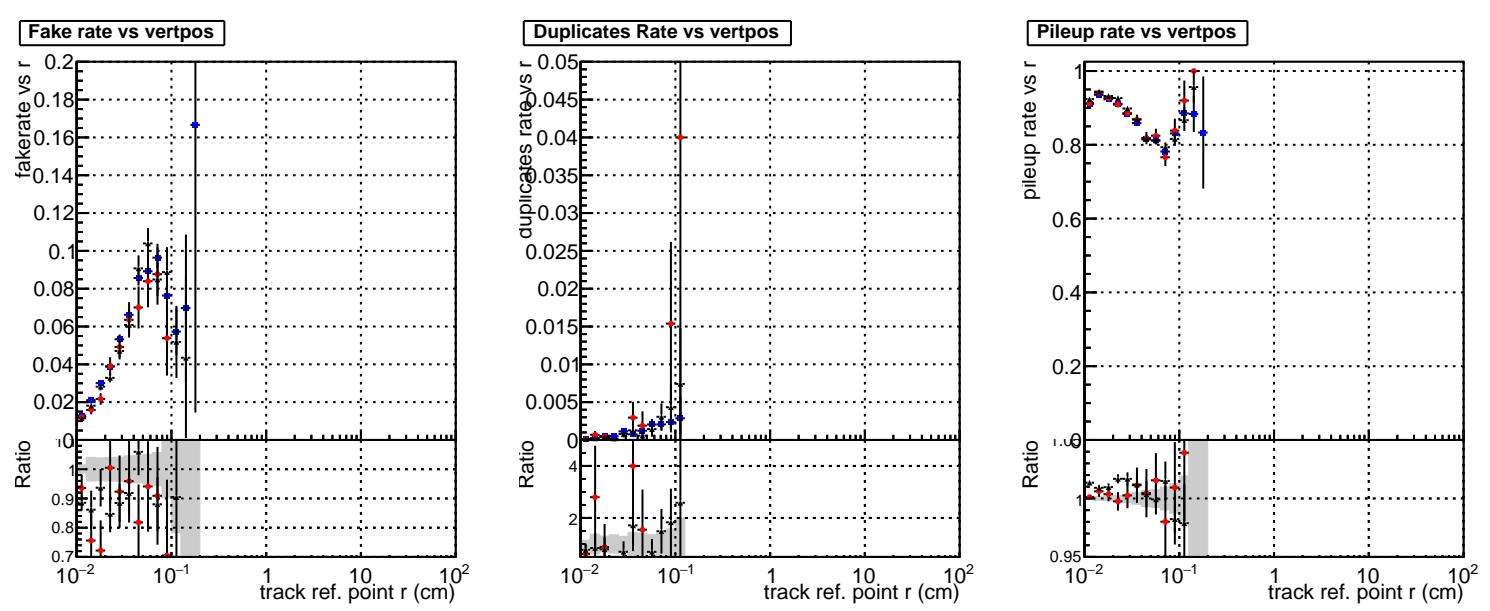 Fake rate vs vertpos
fakerate vs r
0.2
0.18
0.16
0.14
0.12
0.1
0.08
0.06
0.04
0.02
Ratio
1
0.9
0.8
0.7
10⁻² 10⁻¹ 1 10 10²
track ref. point r (cm)
Duplicates Rate vs vertpos
duplicates rate vs r
0.05
0.045
0.04
0.035
0.03
0.025
0.02
0.015
0.01
0.005
0
Ratio
4
2
10⁻² 10⁻¹ 1 10 10²
track ref. point r (cm)
Pileup rate vs vertpos
pileup rate vs r
1
0.8
0.6
0.4
0.2
0
Ratio
1
0.95
10⁻² 10⁻¹ 1 10 10²
track ref. point r (cm)